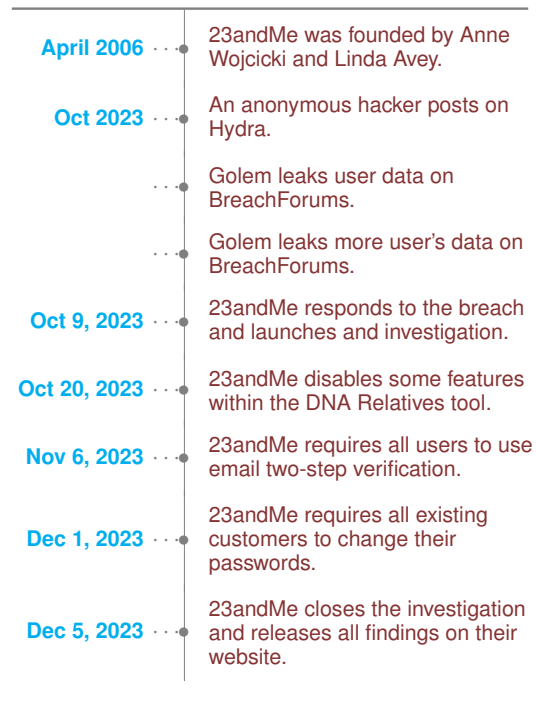 April 2006
23andMe was founded by Anne
Wojcicki and Linda Avey.
Oct 2023
An anonymous hacker posts on
Hydra.
Golem leaks user data on
BreachForums.
Golem leaks more user's data on
BreachForums.
Oct 9, 2023
23andMe responds to the breach
and launches and investigation.
Oct 20, 2023
23andMe disables some features
within the DNA Relatives tool.
Nov 6, 2023
23andMe requires all users to use
email two-step verification.
Dec 1, 2023
23andMe requires all existing
customers to change their
passwords.
Dec 5, 2023
23andMe closes the investigation
and releases all findings on their
website.